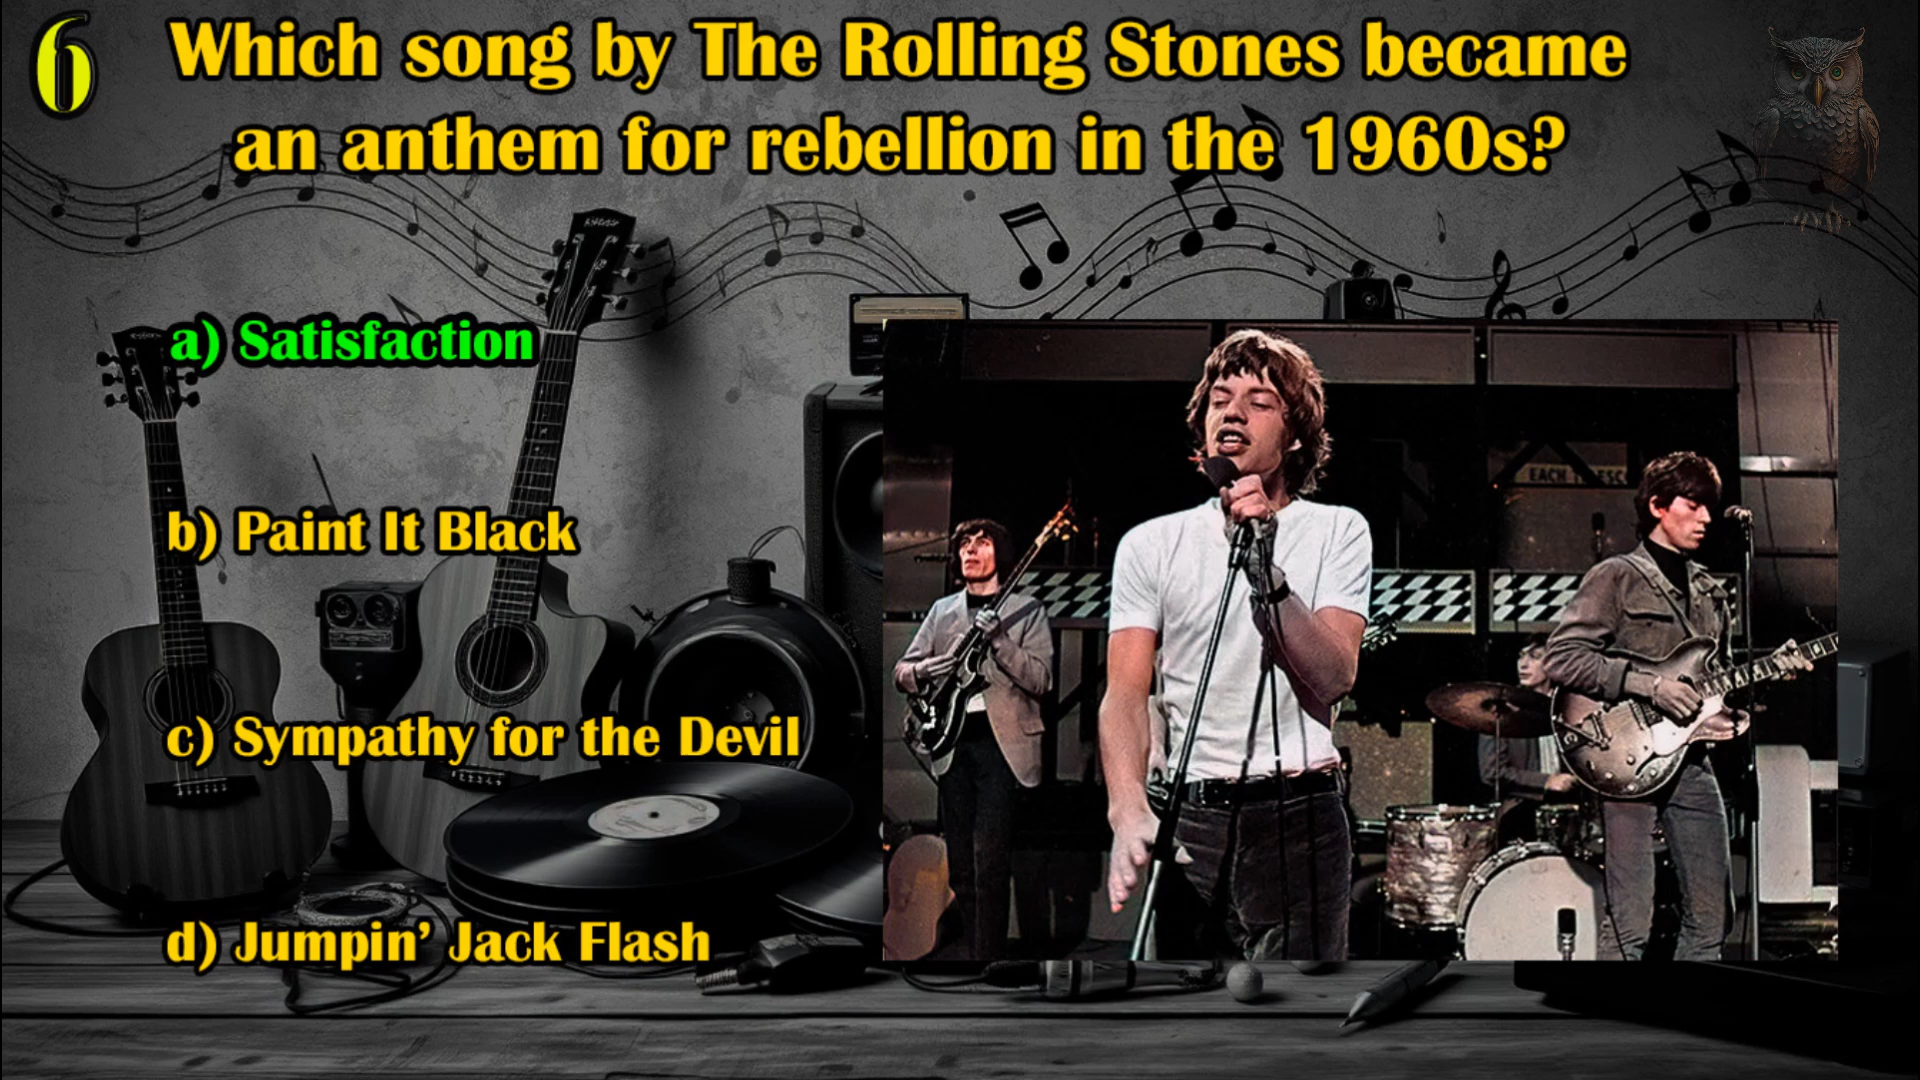 6
Which song by The Rolling Stones became
an anthem for rebellion in the 1960s?
a) Satisfaction
b) Paint It Black
c) Sympathy for the Devil
d) Jumpin’ Jack Flash
EACH